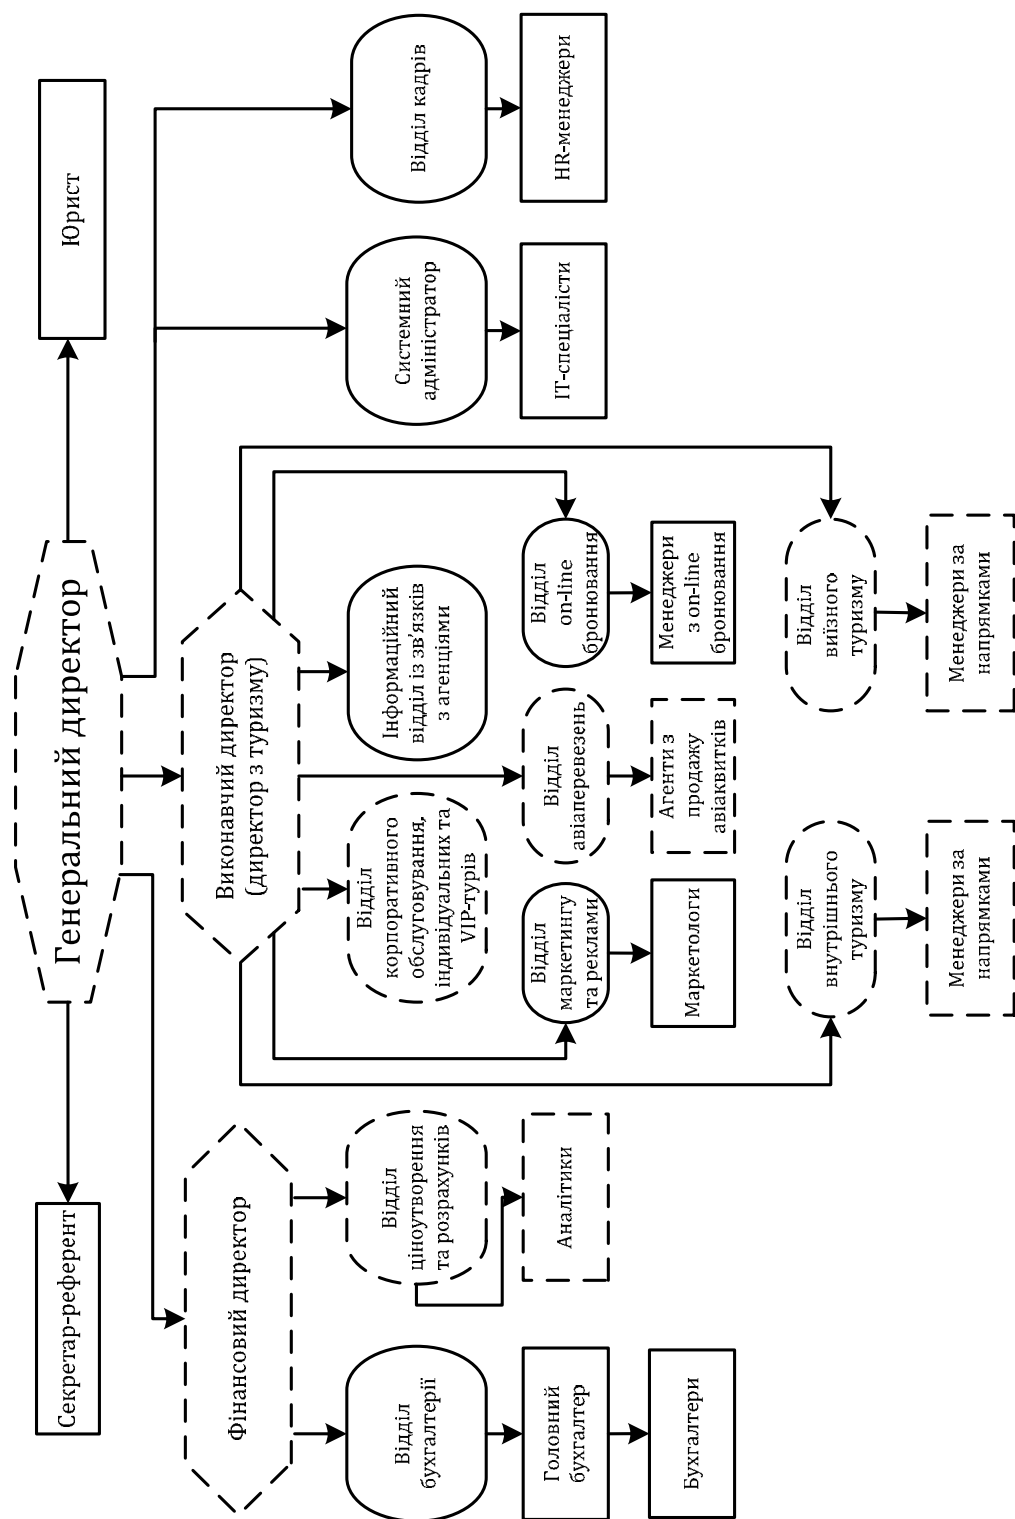 Секретар-референт
Генеральний директор
Юрист
Фінансовий директор
Виконавчий директор
(директор з туризму)
Відділ
бухгалтерії
Відділ
ціноутворення
та розрахунків
Відділ
корпоративного
обслуговування,
індивідуальних та
VIP-турів
Інформаційний
відділ із зв’язків
з агенціями
Системний
адміністратор
Відділ кадрів
Головний
бухгалтер
Аналітики
Відділ
маркетингу
та реклами
Відділ
авіаперевезень
Відділ
on-line
бронювання
ІТ-спеціалісти
HR-менеджери
Бухгалтери
Маркетологи
Агенти з
продажу
авіаквитків
Менеджери
з on-line
бронювання
Відділ
внутрішнього
туризму
Відділ
виїзного
туризму
Менеджери за
напрямками
Менеджери за
напрямками